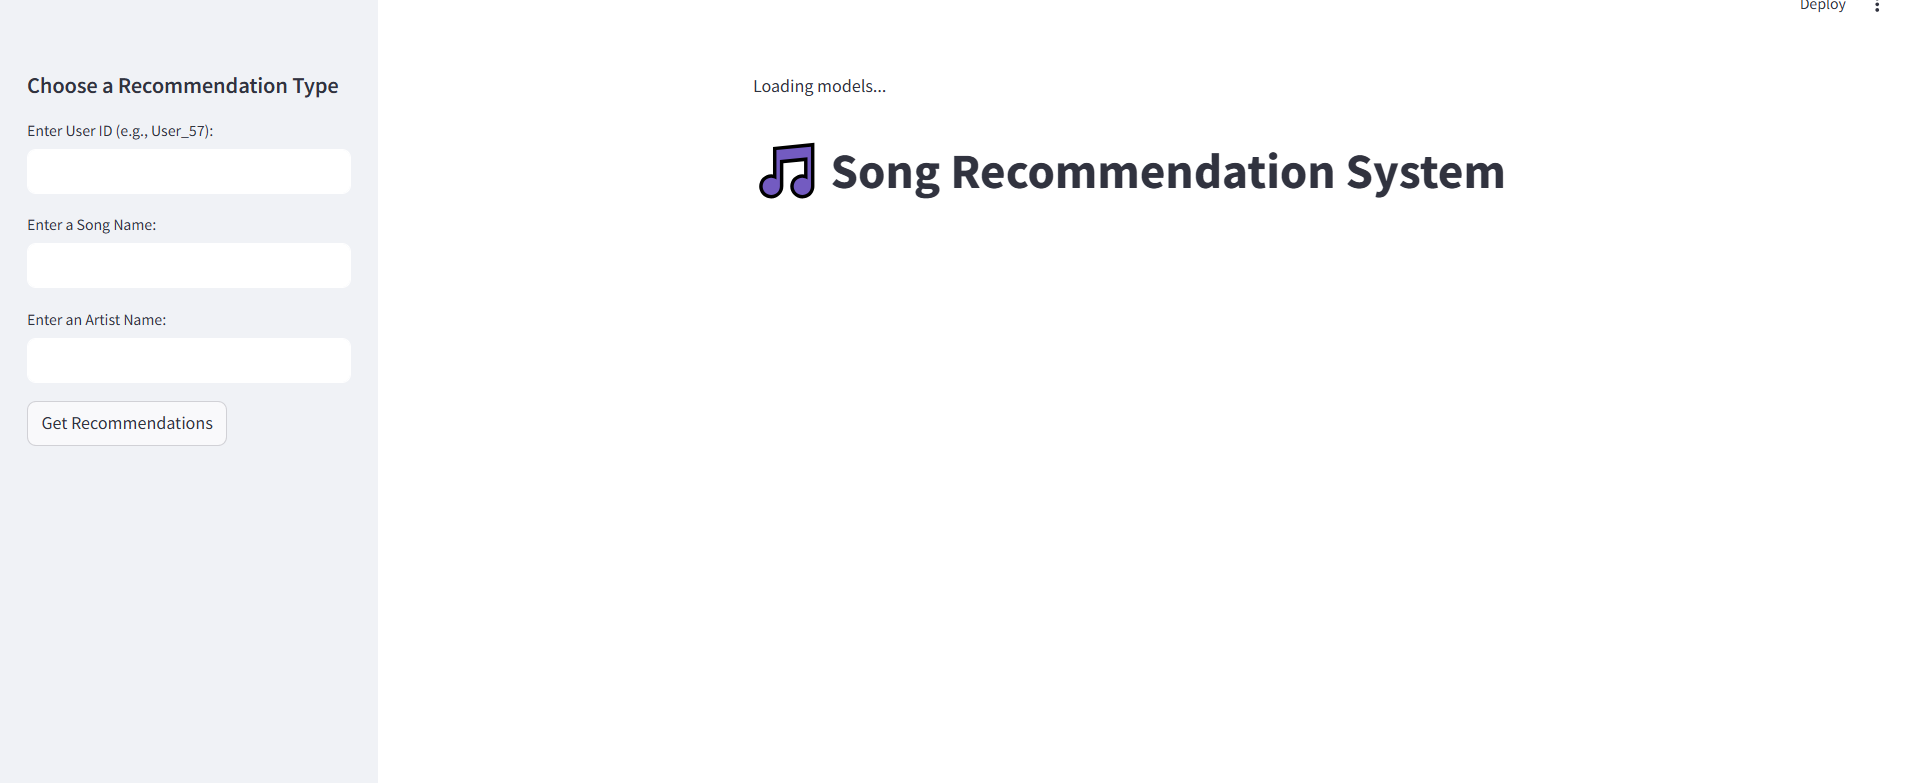 Deploy
Choose a Recommendation Type
Enter User ID (e.g., User_57):
Enter a Song Name:
Enter an Artist Name:
Get Recommendations
Loading models...
Song Recommendation System